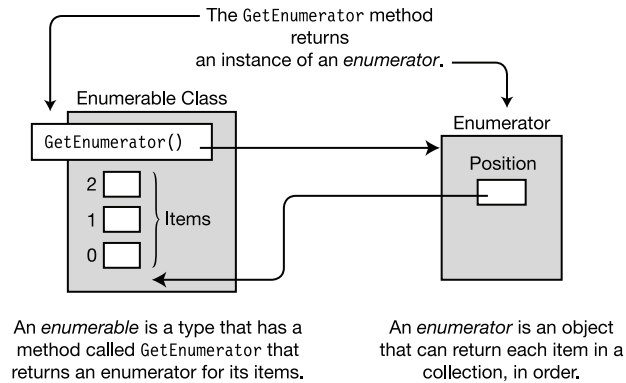 The GetEnumerator method
returns
an instance of an enumerator.
Enumerable Class
GetEnumerator()
2
1
0
Items
Enumerator
Position
An enumerable is a type that has a
method called GetEnumerator that
returns an enumerator for its items.
An enumerator is an object
that can return each item in a
collection, in order.